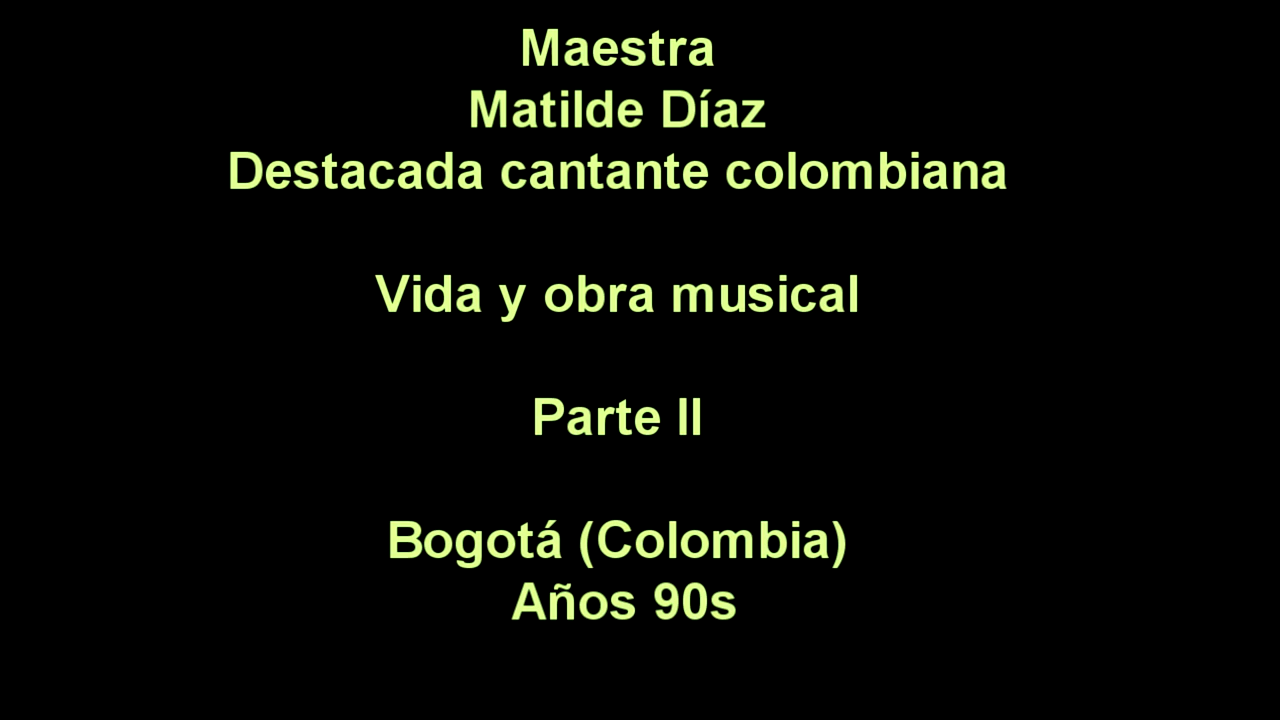 Maestra
Matilde Díaz
Destacada cantante colombiana
Vida y obra musical
Parte II
Bogotá (Colombia)
Años 90s